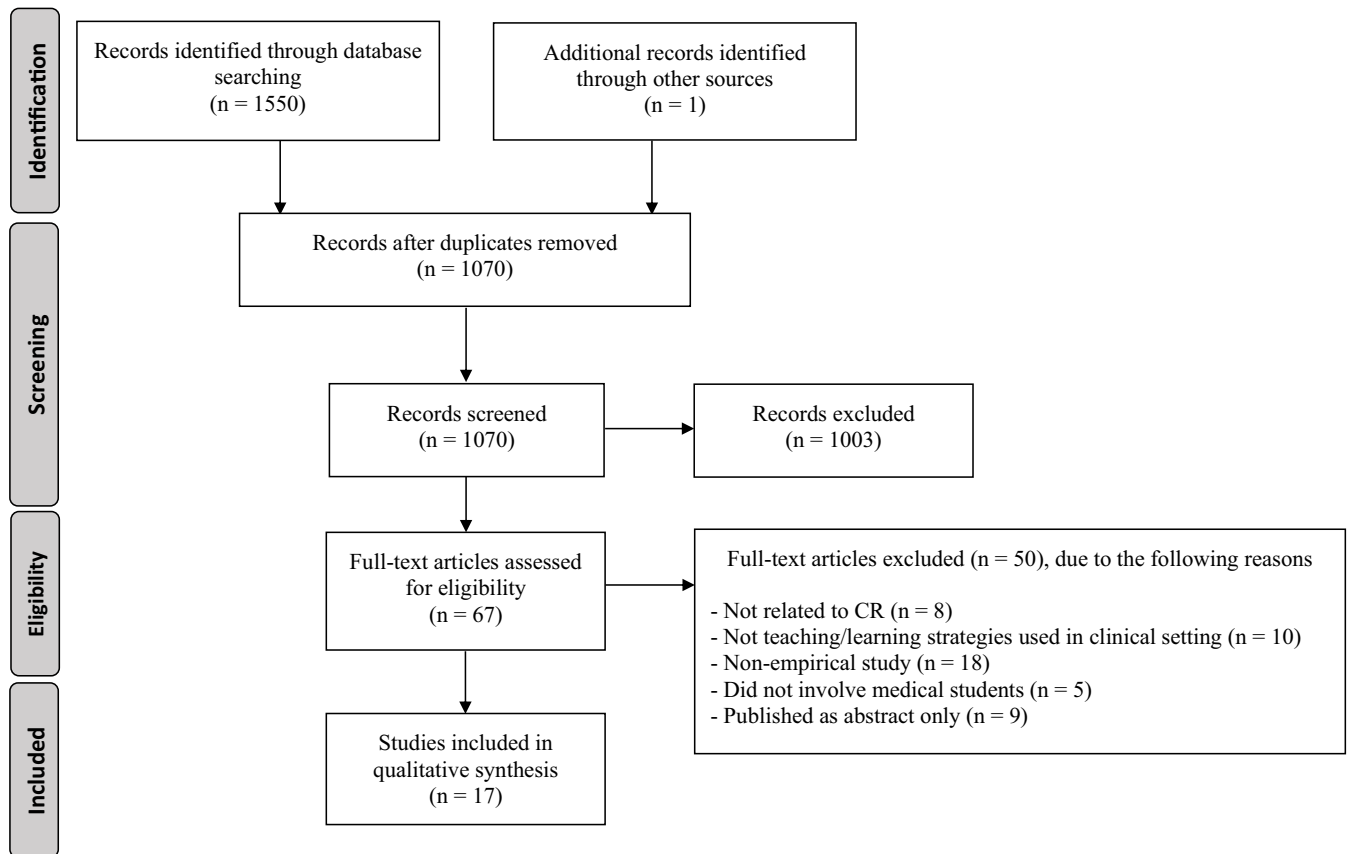 Identification
Records identified through database
searching
(n = 1550)
Additional records identified
through other sources
(n = 1)
Screening
Records after duplicates removed
(n = 1070)
Records screened
(n = 1070)
Records excluded
(n = 1003)
Eligibility
Full-text articles assessed
for eligibility
(n = 67)
Full-text articles excluded (n = 50), due to the following reasons
- Not related to CR (n = 8)
- Not teaching/learning strategies used in clinical setting (n = 10)
- Non-empirical study (n = 18)
- Did not involve medical students (n = 5)
- Published as abstract only (n = 9)
Included
Studies included in
qualitative synthesis
(n = 17)